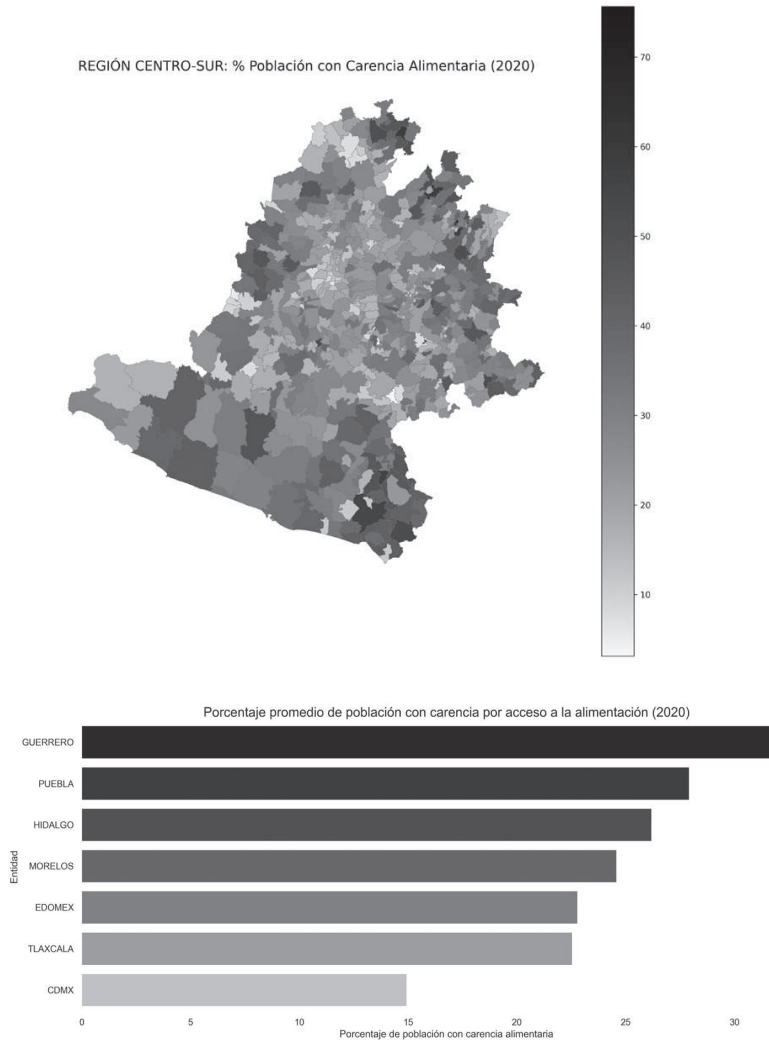 REGIÓN CENTRO-SUR: % Población con Carencia Alimentaria (2020)
70
60
50
40
30
20
10
Porcentaje promedio de población con carencia por acceso a la alimentación (2020)
Entidad
GUERRERO
PUEBLA
HIDALGO
MORELOS
EDOMEX
TLAXCALA
CDMX
0 5 10 15 20 25 30
Porcentaje de población con carencia alimentaria